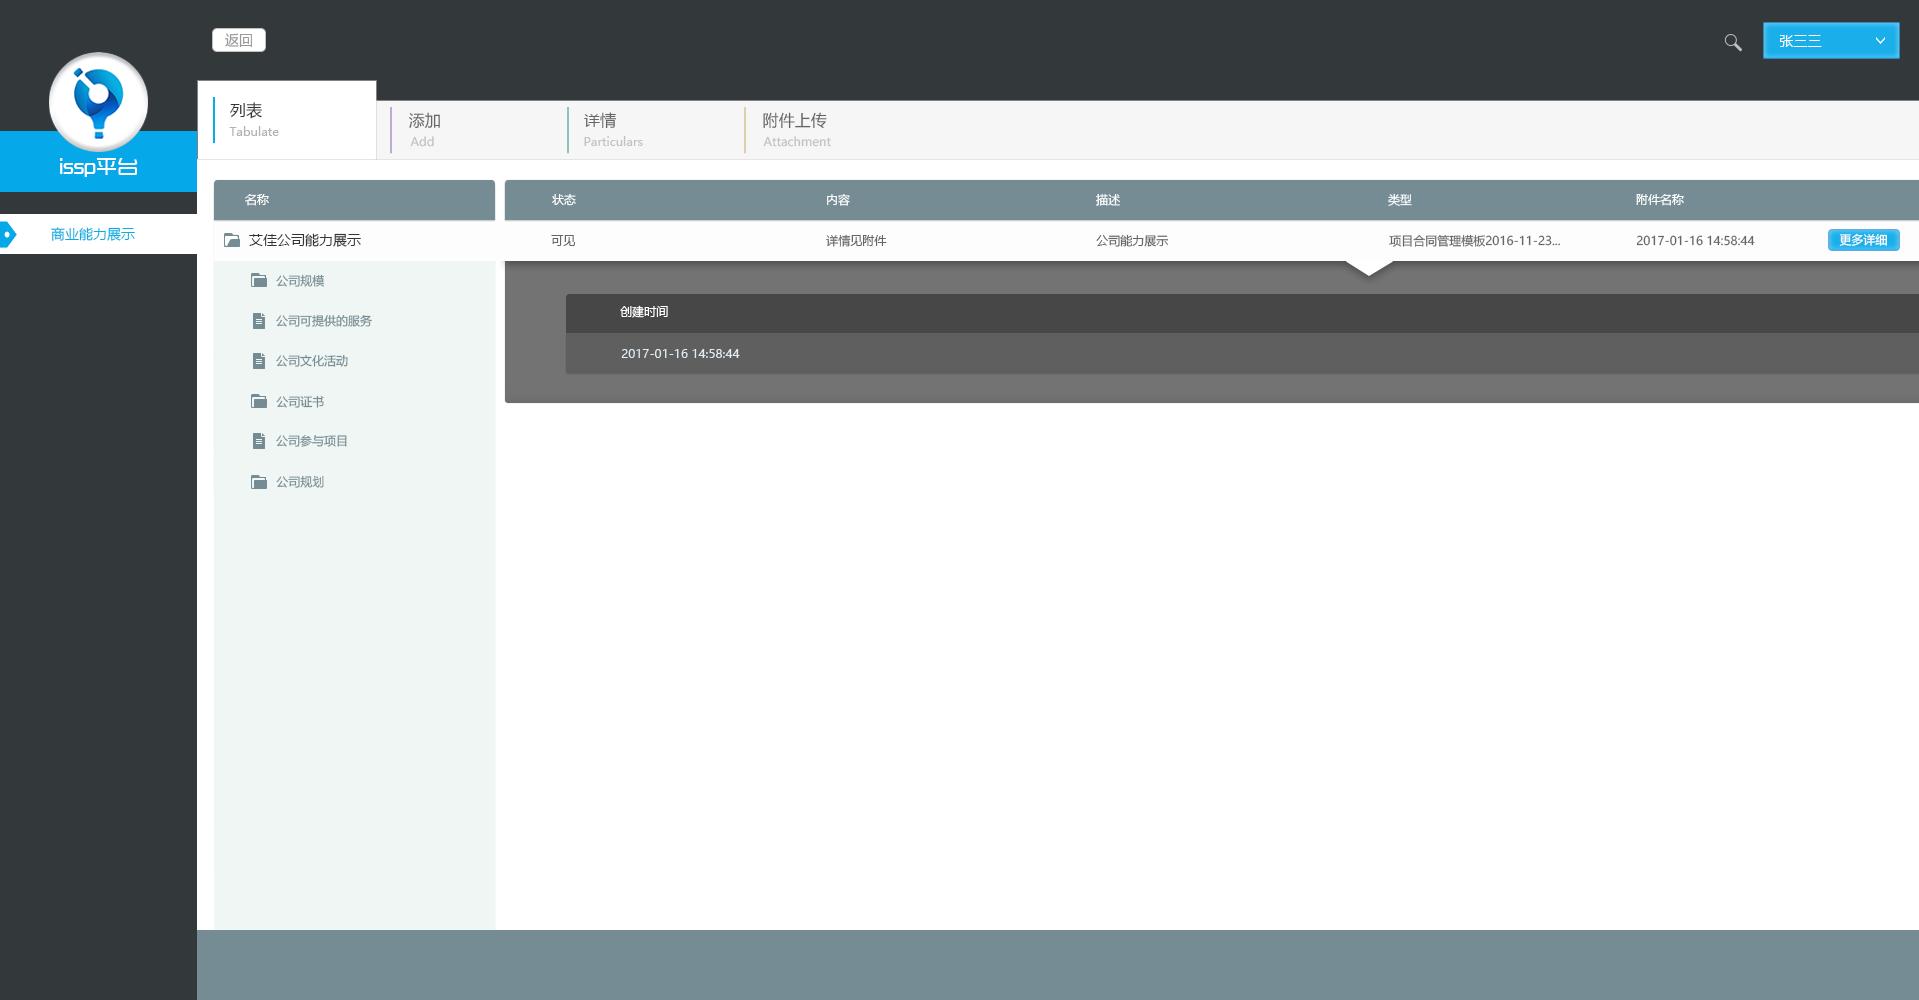 返回
张三三
列表
Tabulate
添加
Add
详情
Particulars
附件上传
Attachment
issp平台
商业能力展示
名称 状态 内容 描述 类型 附件名称
艾佳公司能力展示 可见 详情见附件 公司能力展示 项目合同管理模板2016-11-23... 2017-01-16 14:58:44 更多详细
公司规模
公司可提供的服务
公司文化活动
公司证书
公司参与项目
公司规划
创建时间
2017-01-16 14:58:44